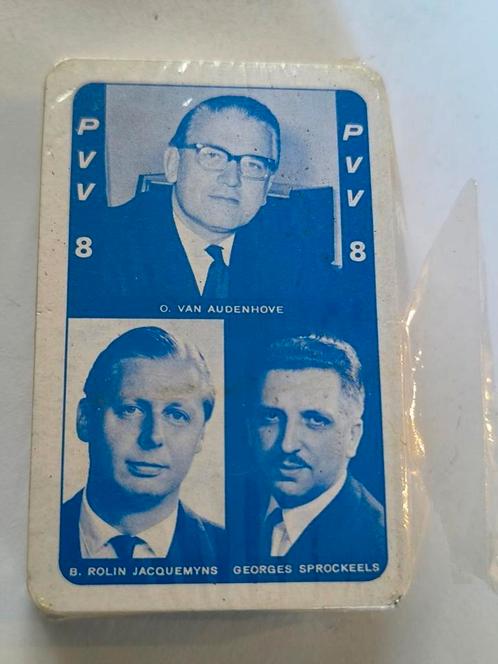 PVV 8
PVV 8
O. VAN AUDENHOVE
B. ROLIN JACQUEMYNS GEORGES SPROCKEELS